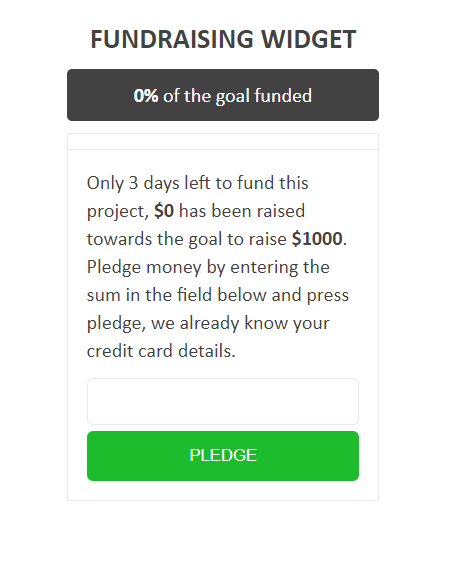 FUNDRAISING WIDGET
0% of the goal funded
Only 3 days left to fund this
project, $0 has been raised
towards the goal to raise $1000.
Pledge money by entering the
sum in the field below and press
pledge, we already know your
credit card details.
PLEDGE